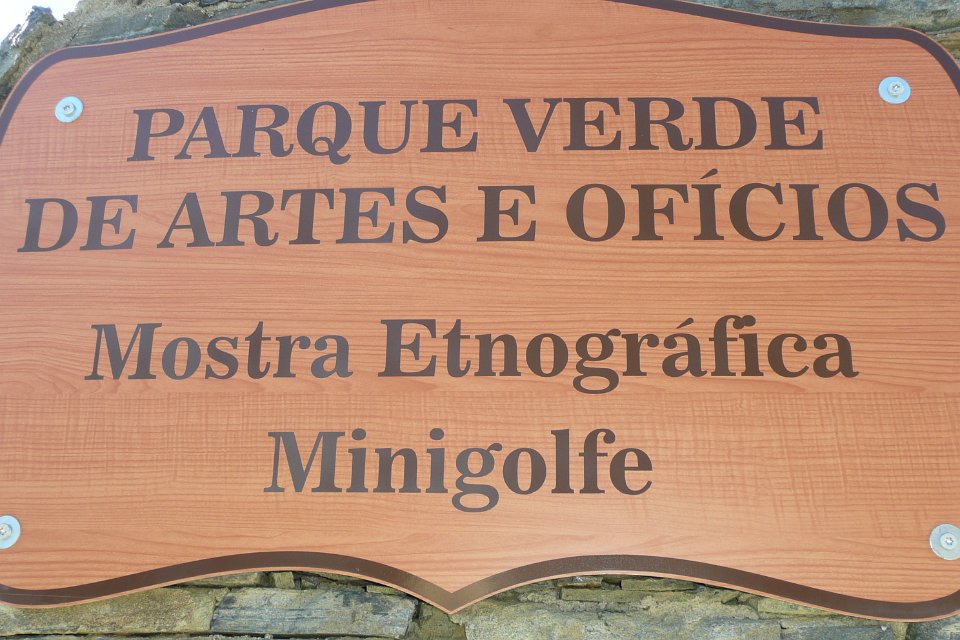 PARQUE VERDE
DE ARTES E OFÍCIOS
Mostra Etnográfica
Minigolfe